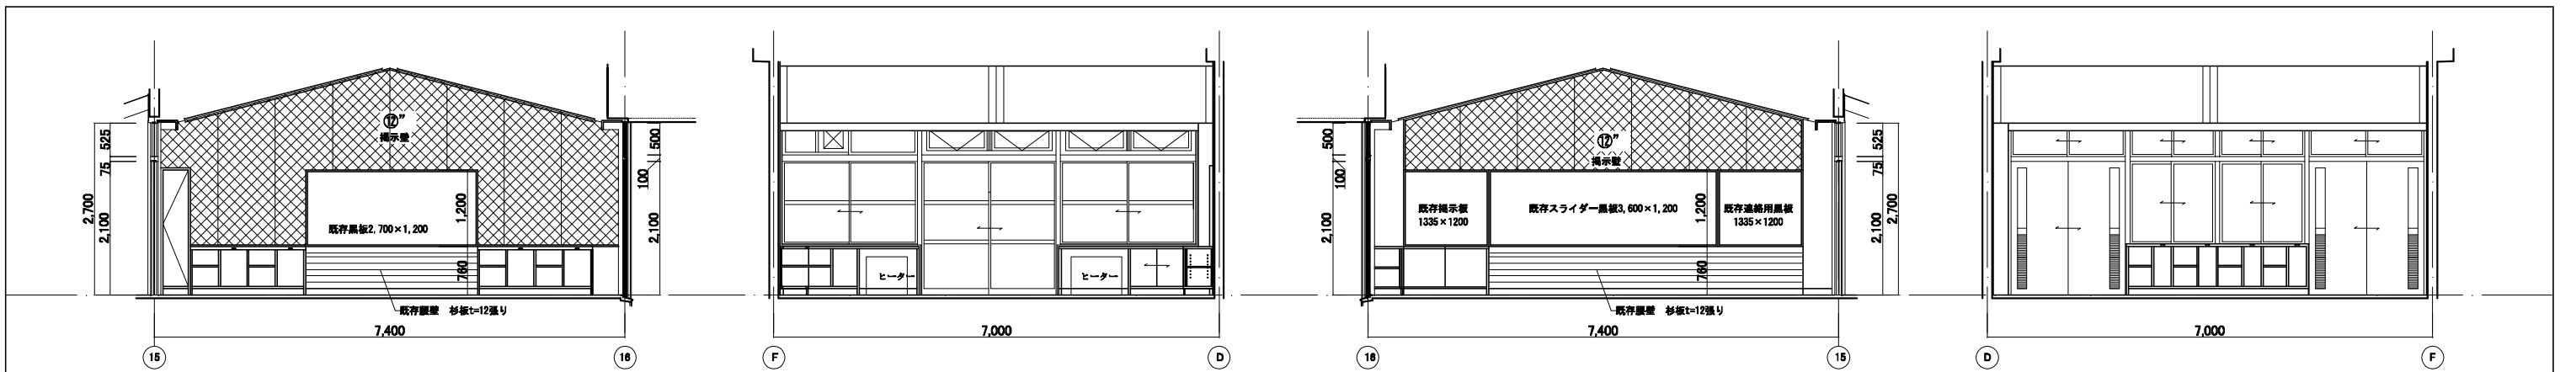 ⑫”
掲示壁
525
75
2,700
2,100
500
100
2,100
1,200
既存黒板2,700×1,200
760
既存腰壁 杉板t=12張り
7,400
15
16
ヒーター
ヒーター
7,000
F
D
⑫”
掲示壁
500
100
2,100
525
75
2,700
2,100
既存掲示板
1335×1200
既存スライダー黒板3,600×1,200
1,200
既存連絡用黒板
1335×1200
760
既存腰壁 杉板t=12張り
7,400
16
15
7,000
D
F